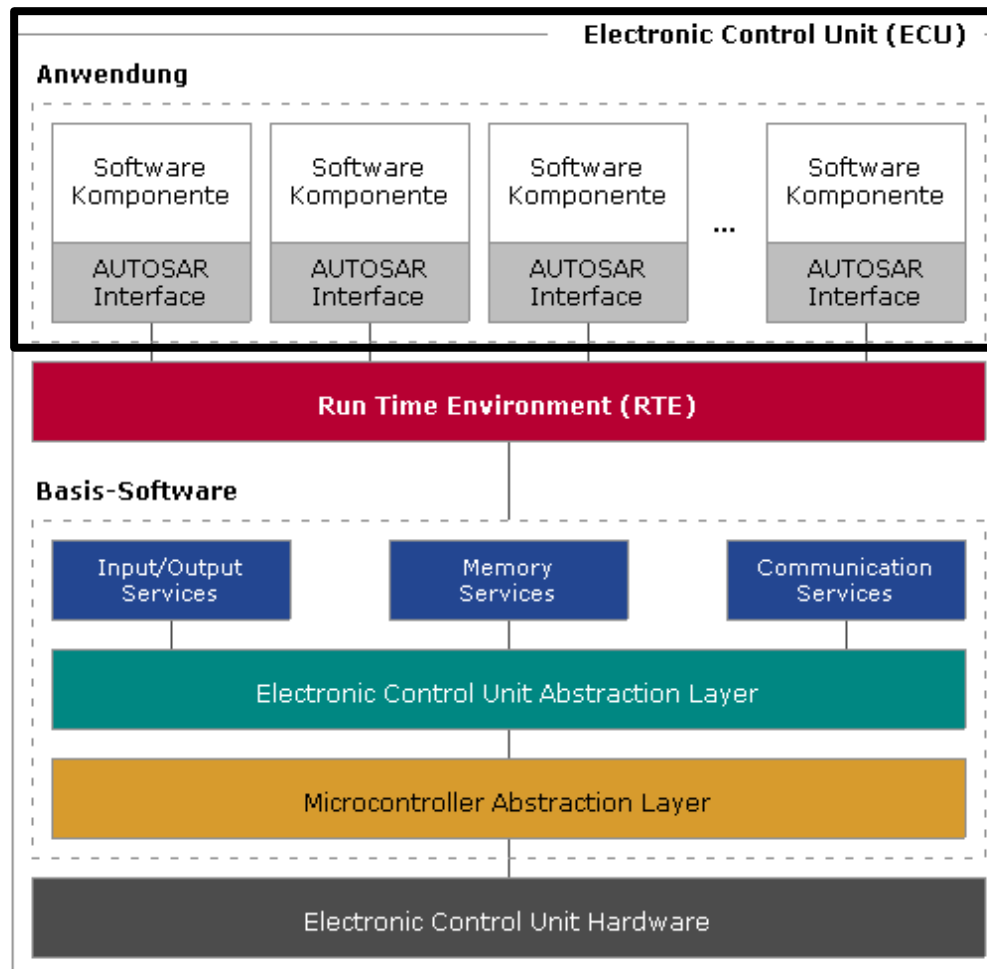 Electronic Control Unit (ECU)
Anwendung
Software
Komponente
AUTOSAR
Interface
Software
Komponente
AUTOSAR
Interface
Software
Komponente
AUTOSAR
Interface
...
Software
Komponente
AUTOSAR
Interface
Run Time Environment (RTE)
Basis-Software
Input/Output
Services
Memory
Services
Communication
Services
Electronic Control Unit Abstraction Layer
Microcontroller Abstraction Layer
Electronic Control Unit Hardware